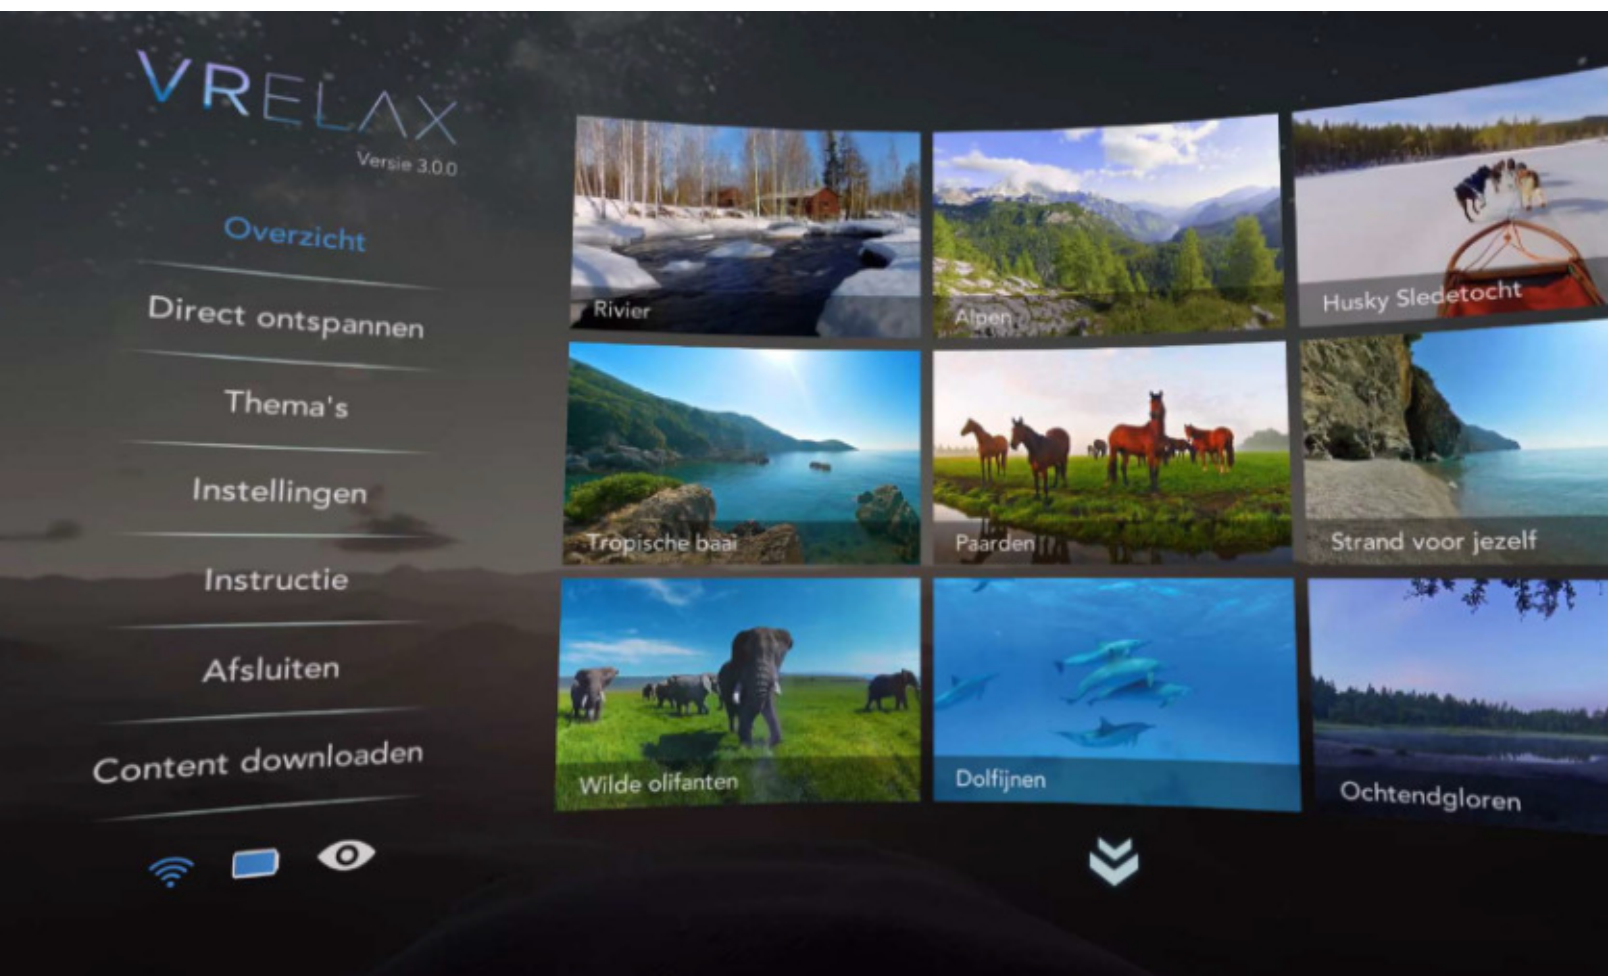 VRELAX
Versie 3.0.0
Overzicht
Direct ontspannen
Thema's
Instellingen
Instructie
Afsluiten
Content downloaden
Rivier
Alpen
Husky Sledetocht
Tropische baai
Paarden
Strand voor jezelf
Wilde olifanten
Dolfijnen
Ochtendgloren